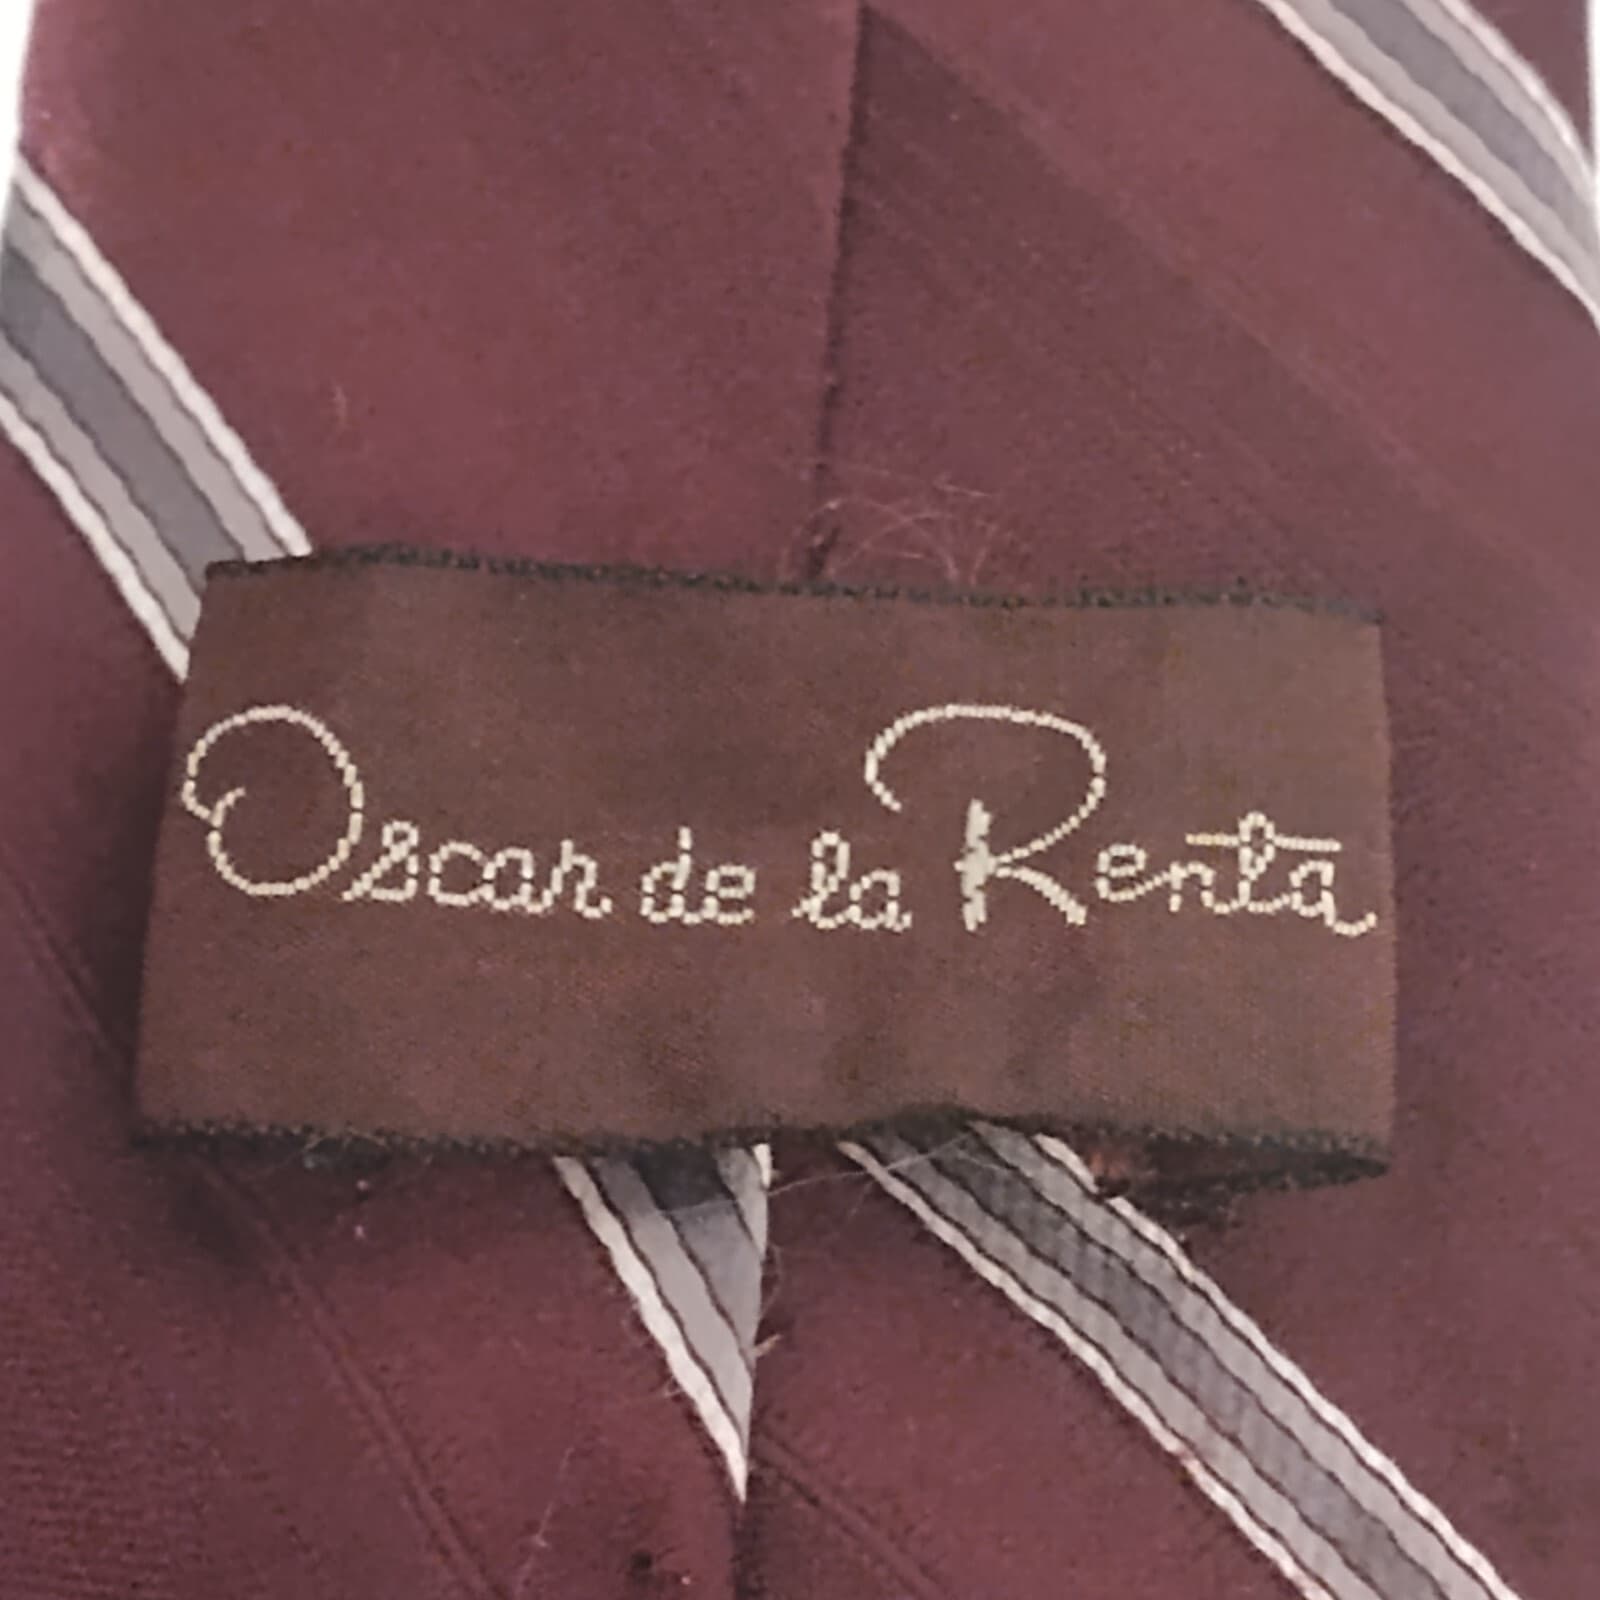 Oscar de la Renta